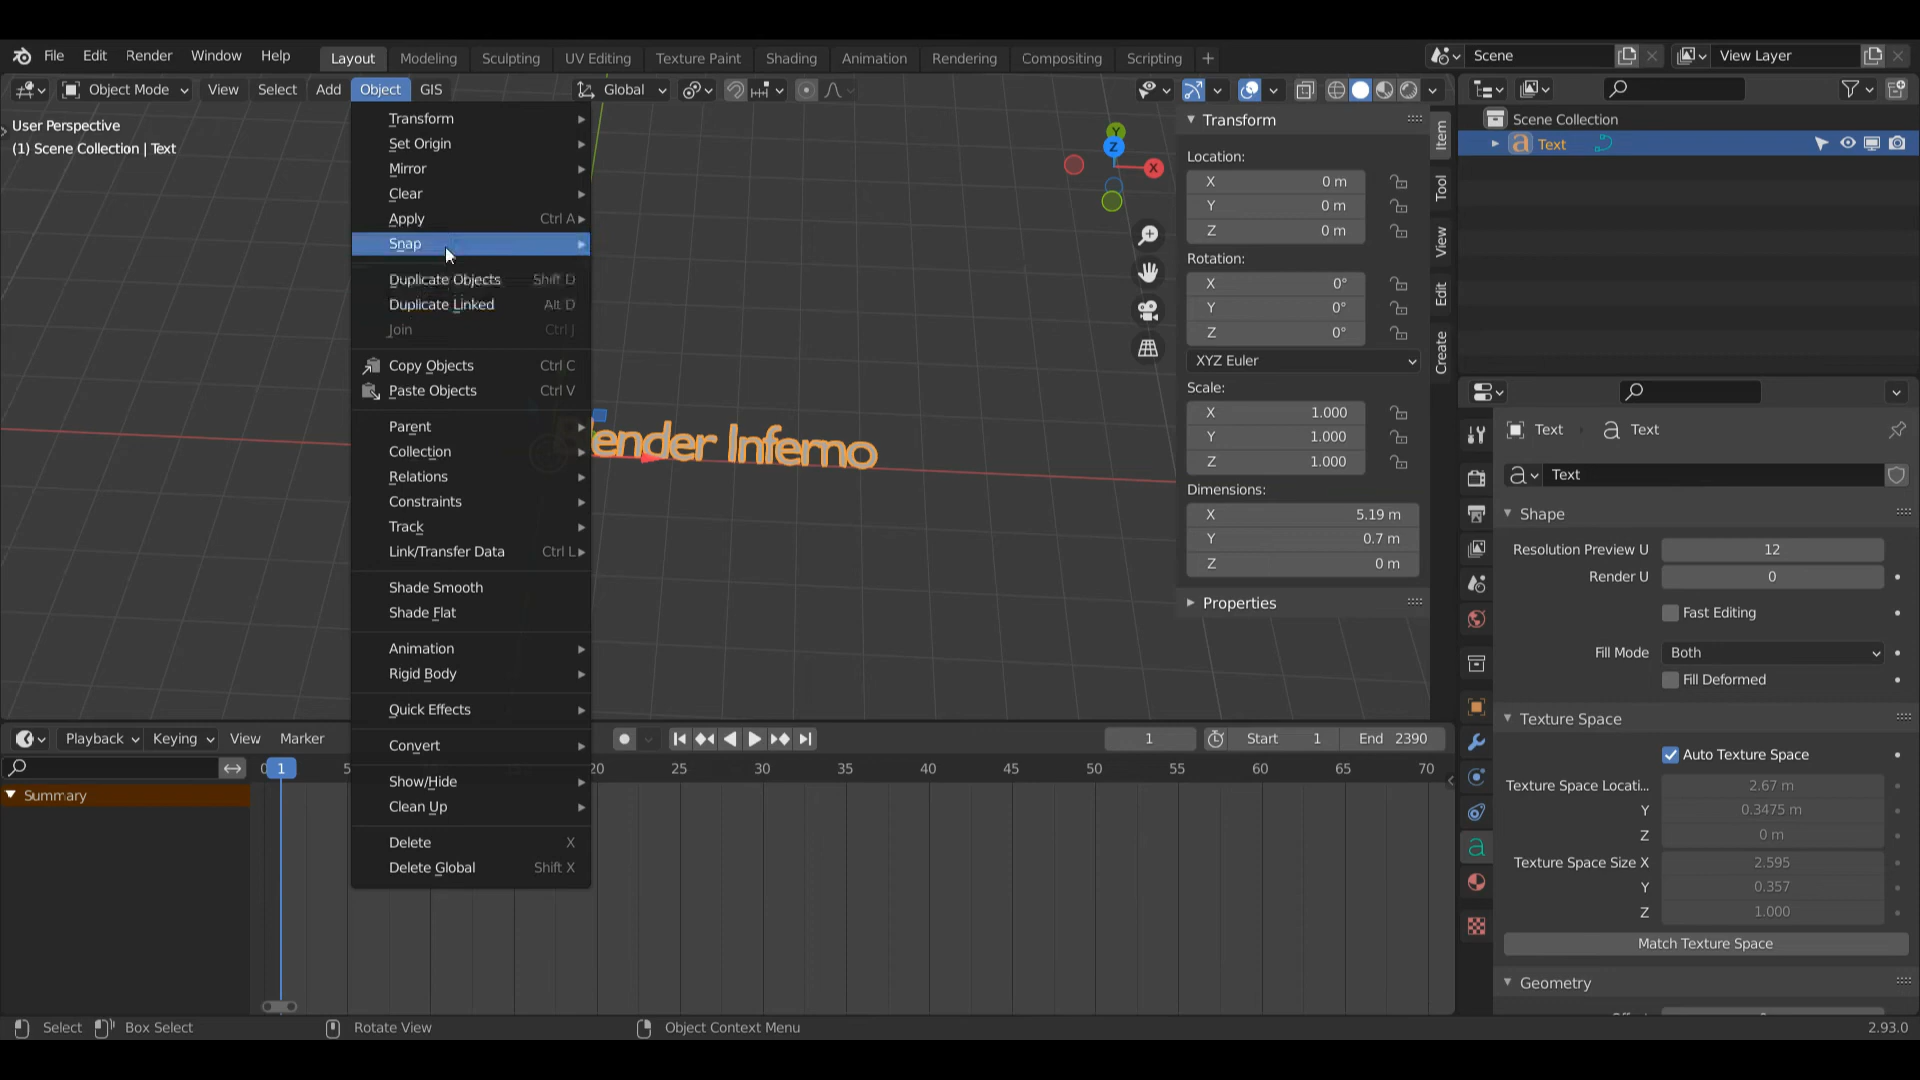 File Edit Render Window Help Layout Modeling Sculpting UV Editing Texture Paint Shading Animation Rendering Compositing Scripting + Scene View Layer
Object Mode View Select Add Object GIS Global
User Perspective
(1) Scene Collection | Text
Transform
Set Origin
Mirror
Clear
Apply Ctrl A
Snap
Duplicate Objects Shift D
Duplicate Linked Alt D
Join Ctrl J
Copy Objects Ctrl C
Paste Objects Ctrl V
Parent
Collection
Relations
Constraints
Track
Link/Transfer Data Ctrl L
Shade Smooth
Shade Flat
Animation
Rigid Body
Quick Effects
Convert
Show/Hide
Clean Up
Delete X
Delete Global Shift X
ender Inferno
Y
Z
X
Transform
Location:
X 0 m
Y 0 m
Z 0 m
Rotation:
X 0°
Y 0°
Z 0°
XYZ Euler
Scale:
X 1.000
Y 1.000
Z 1.000
Dimensions:
X 5.19 m
Y 0.7 m
Z 0 m
Properties
Item
Tool
View
Edit
Create
Scene Collection
Text
Text Text
Text
Shape
Resolution Preview U 12
Render U 0
Fast Editing
Fill Mode Both
Fill Deformed
Texture Space
Auto Texture Space
Texture Space Locati... 2.67 m
Y 0.3475 m
Z 0 m
Texture Space Size X 2.595
Y 0.357
Z 1.000
Match Texture Space
Geometry
Playback Keying View Marker 1 Start 1 End 2390
0 1 5 20 25 30 35 40 45 50 55 60 65 70
Summary
Select Box Select Rotate View Object Context Menu 2.93.0